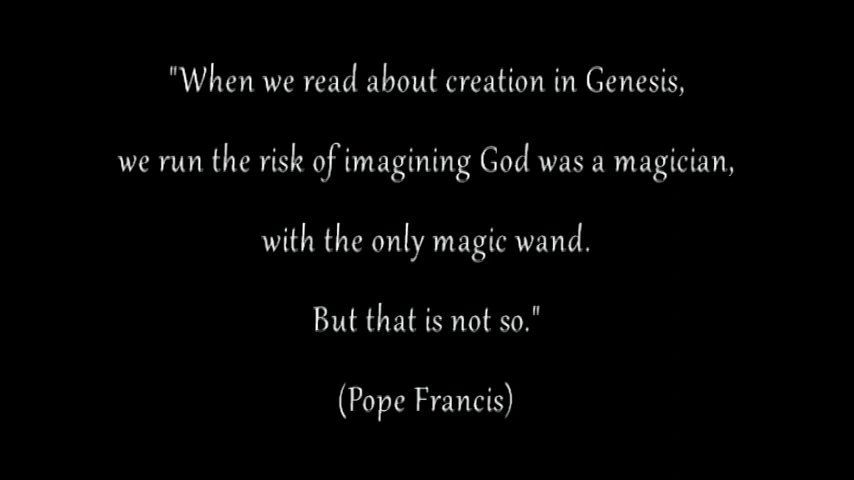 "When we read about creation in Genesis,
we run the risk of imagining God was a magician,
with the only magic wand.
But that is not so."
(Pope Francis)